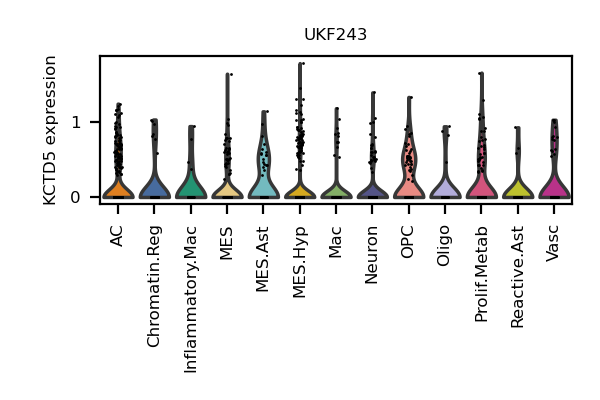 UKF243
KCTD5 expression
1
0
AC
Chromatin.Reg
Inflammatory.Mac
MES
MES.Ast
MES.Hyp
Mac
Neuron
OPC
Oligo
Prolif.Metab
Reactive.Ast
Vasc